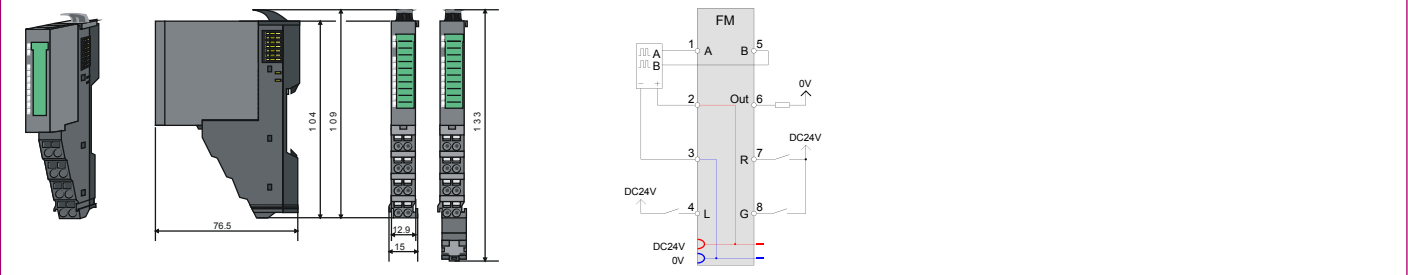 104
109
133
76.5
12.9
15
FM
1 A B 5
A
B
- +
2 Out 6 0V
DC24V
3 R 7
DC24V
4 L G 8
DC24V
0V